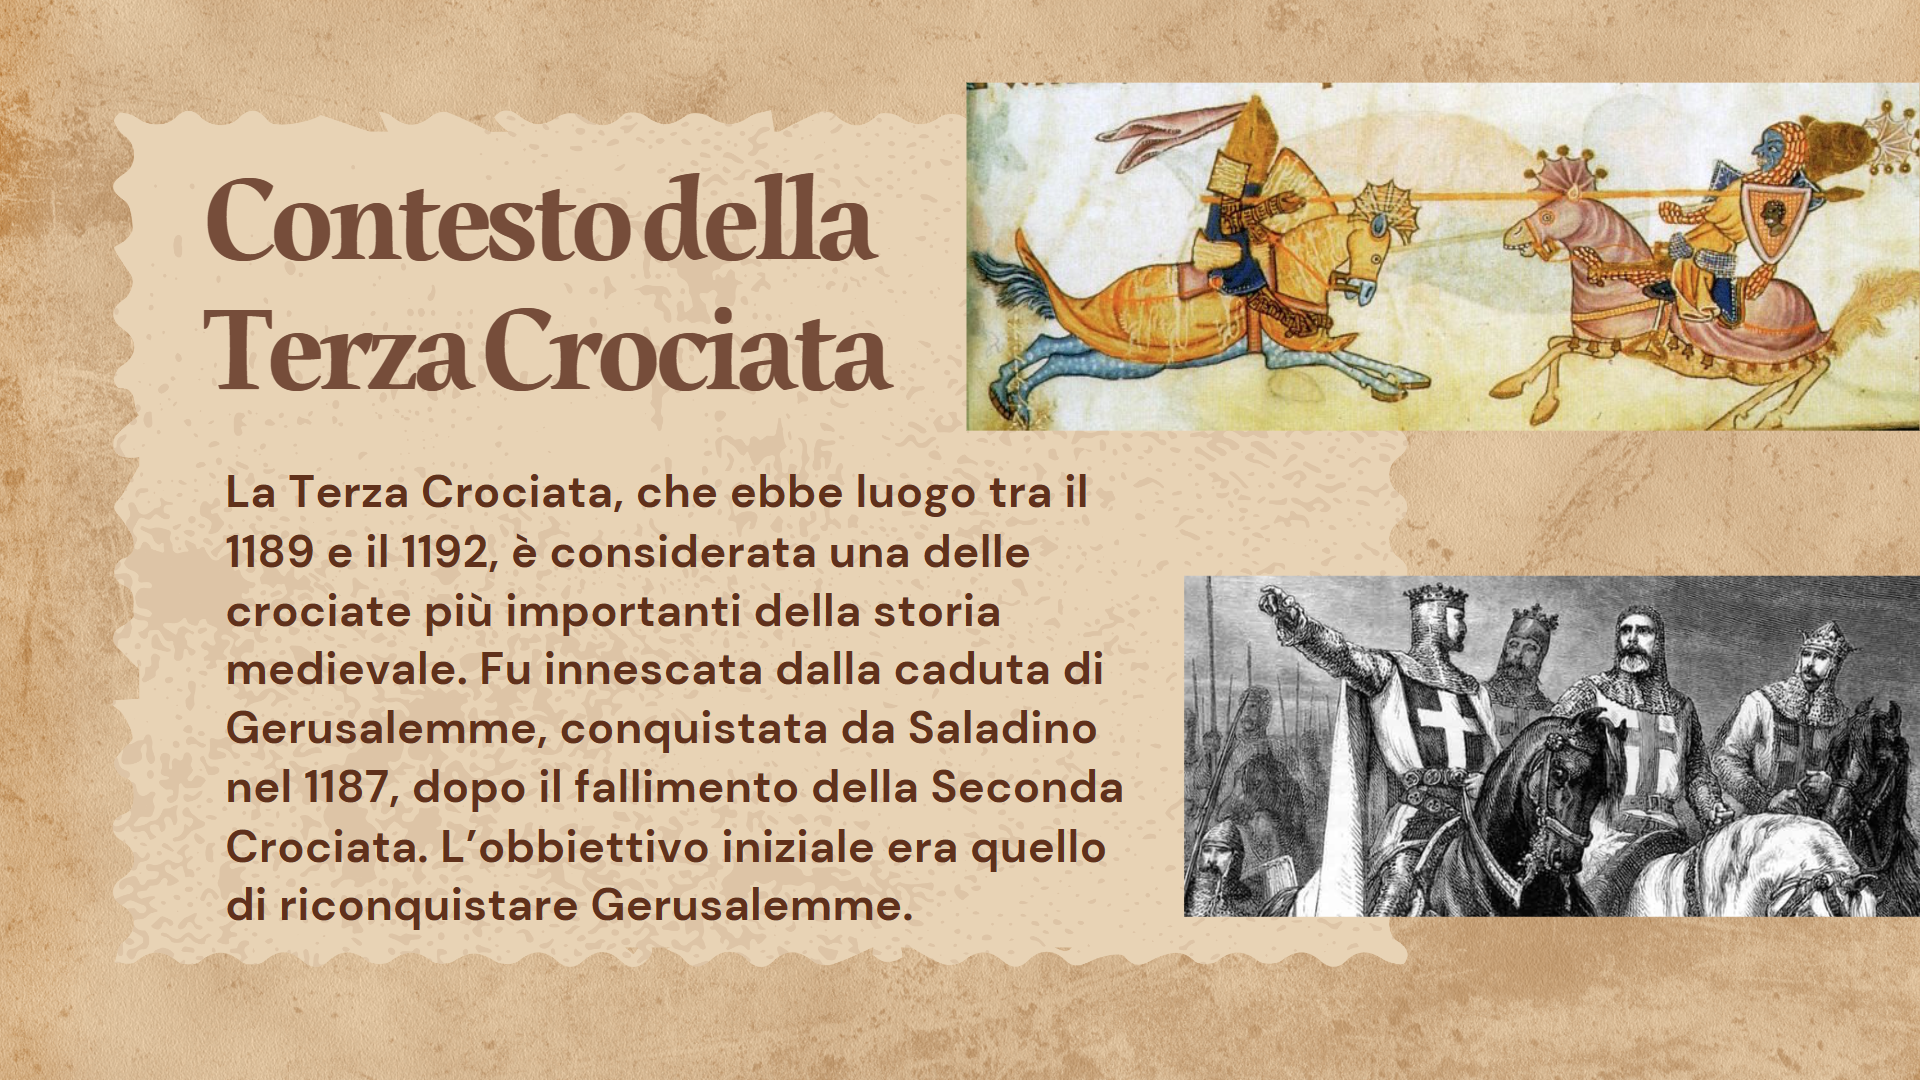 Contesto della
Terza Crociata
La Terza Crociata, che ebbe luogo tra il
1189 e il 1192, è considerata una delle
crociate più importanti della storia
medievale. Fu innescata dalla caduta di
Gerusalemme, conquistata da Saladino
nel 1187, dopo il fallimento della Seconda
Crociata. L’obbiettivo iniziale era quello
di riconquistare Gerusalemme.